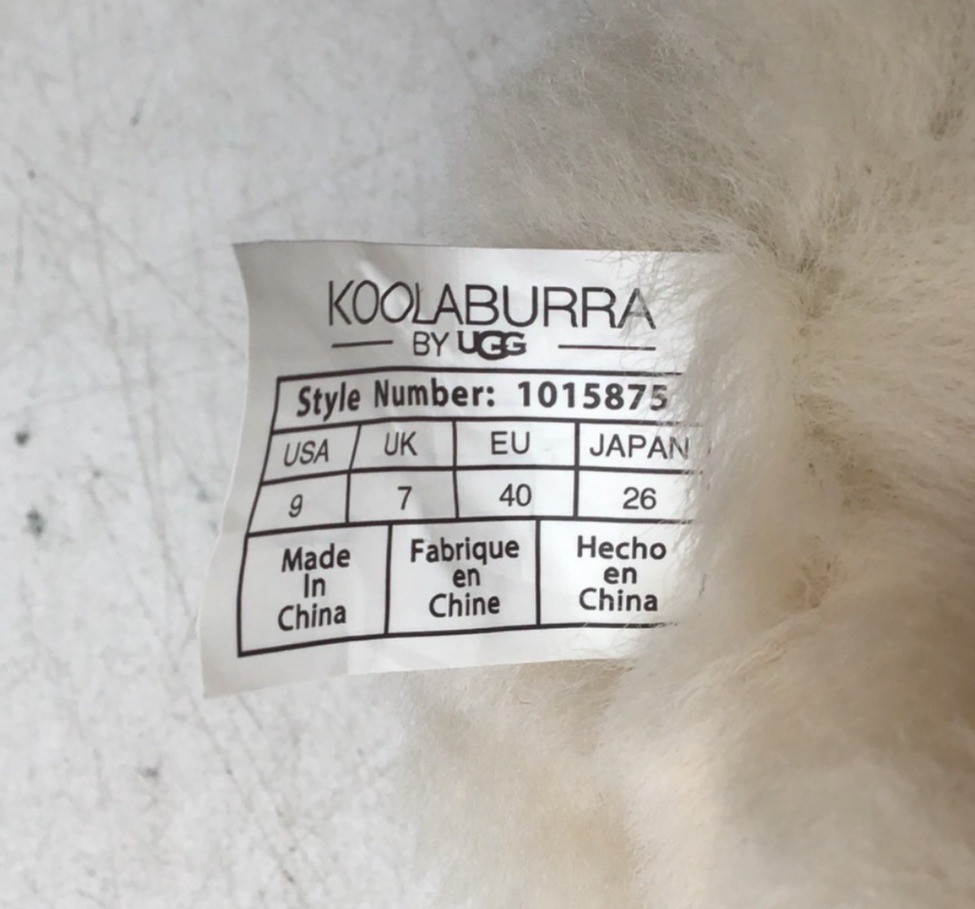 KOOLABURRA
BY UGG
Style Number: 1015875
USA UK EU JAPAN
9 7 40 26
Made Fabrique Hecho
In en en
China Chine China